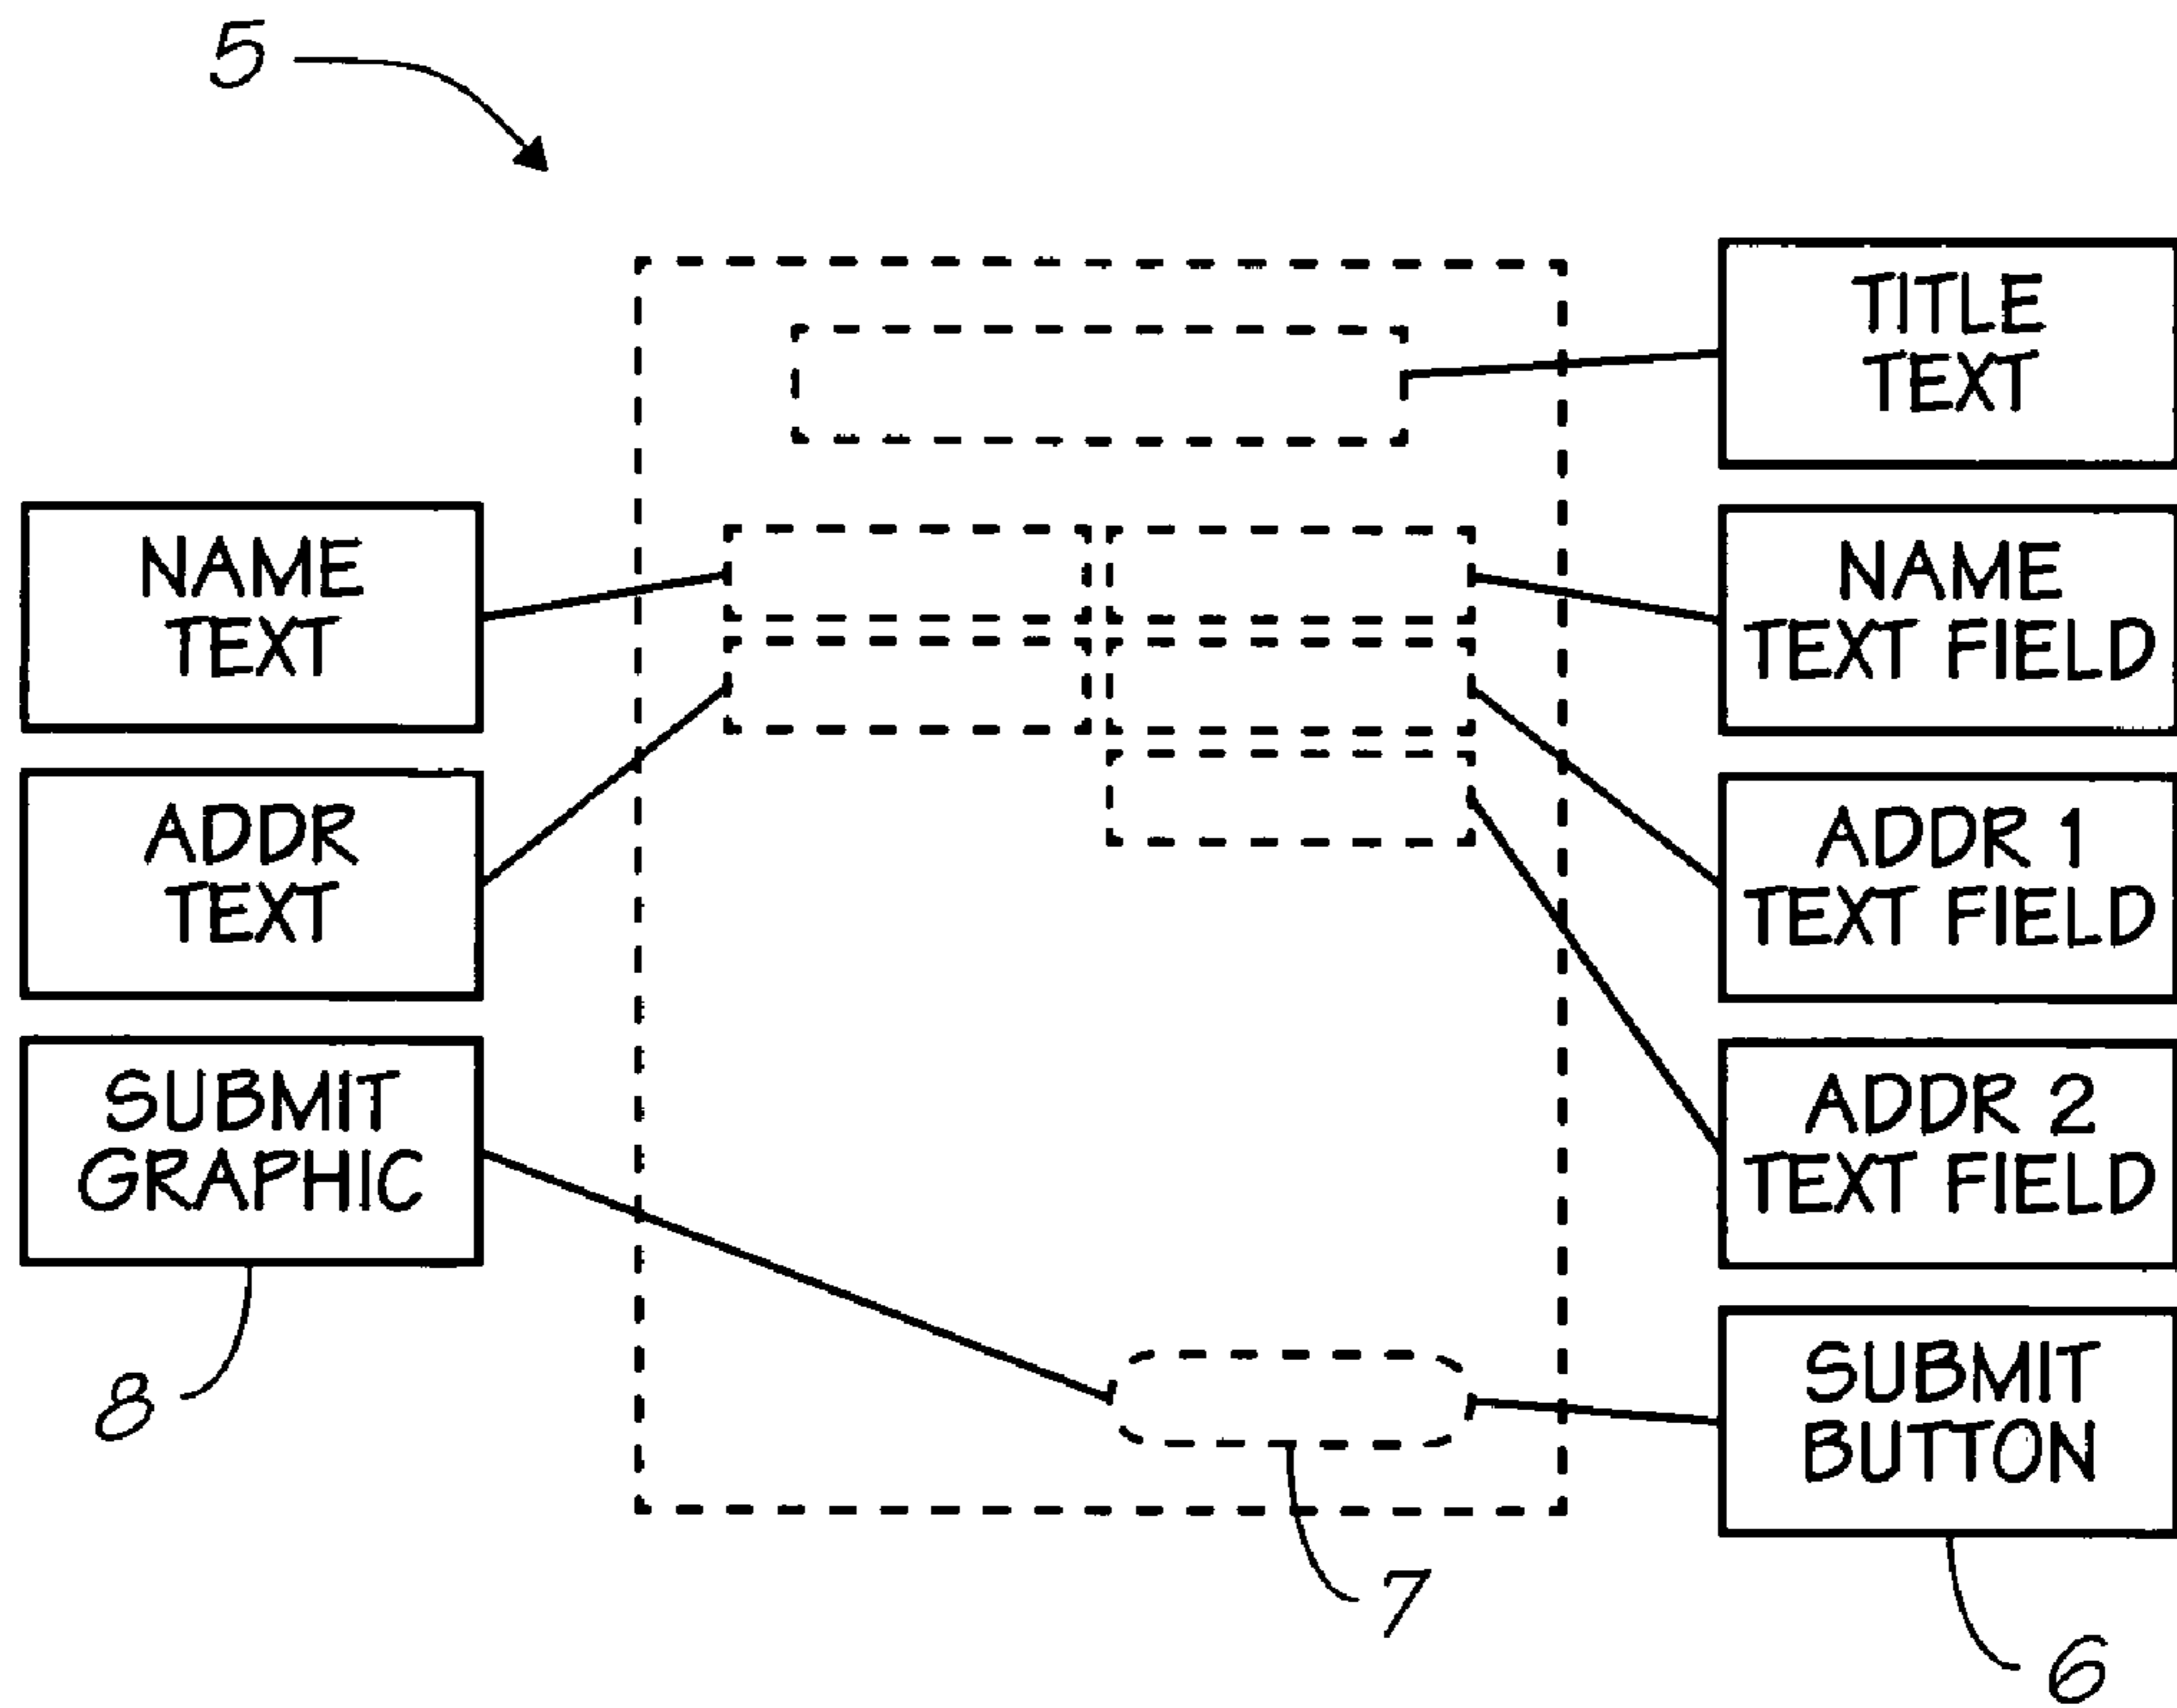 5
TITLE
TEXT
NAME
TEXT
NAME
TEXT FIELD
ADDR
TEXT
ADDR 1
TEXT FIELD
SUBMIT
GRAPHIC
ADDR 2
TEXT FIELD
SUBMIT
BUTTON
8
7
6